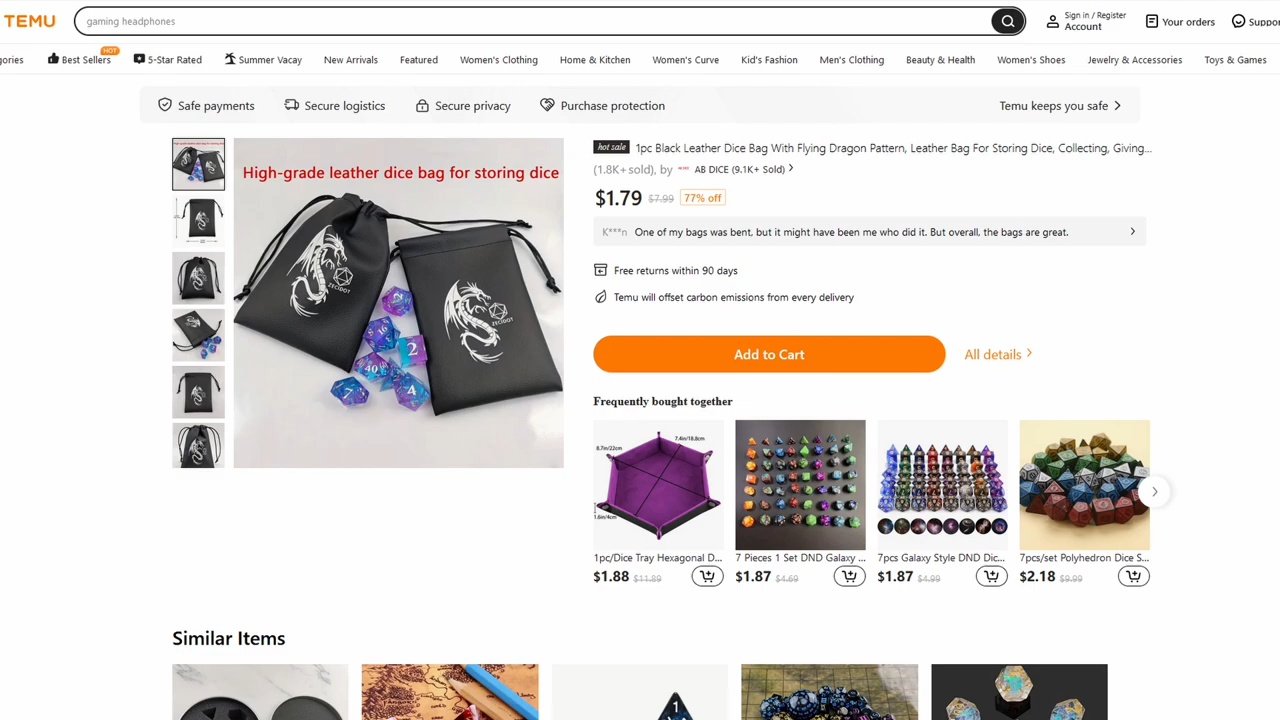 TEMU
gaming headphones
Sign in / Register
Account
Your orders
Suppor
ories
Best Sellers
HOT
5-Star Rated
Summer Vacay
New Arrivals
Featured
Women's Clothing
Home & Kitchen
Women's Curve
Kid's Fashion
Men's Clothing
Beauty & Health
Women's Shoes
Jewelry & Accessories
Toys & Games
Safe payments
Secure logistics
Secure privacy
Purchase protection
Temu keeps you safe
High-grade leather dice bag for storing dice
ZECIDOT
ZECIDOT
2
16
2
40
4
hot sale 1pc Black Leather Dice Bag With Flying Dragon Pattern, Leather Bag For Storing Dice, Collecting, Giving...
(1.8K+ sold), by AB DICE (9.1K+ Sold)
$1.79 $7.99 77% off
K***n One of my bags was bent, but it might have been me who did it. But overall, the bags are great.
Free returns within 90 days
Temu will offset carbon emissions from every delivery
Add to Cart
All details
Frequently bought together
7.4in/18.8cm
8.7in/22cm
1.6in/4cm
1pc/Dice Tray Hexagonal D...
$1.88 $11.89
7 Pieces 1 Set DND Galaxy ...
$1.87 $4.69
7pcs Galaxy Style DND Dic...
$1.87 $4.99
7pcs/set Polyhedron Dice S...
$2.18 $9.99
Similar Items
1